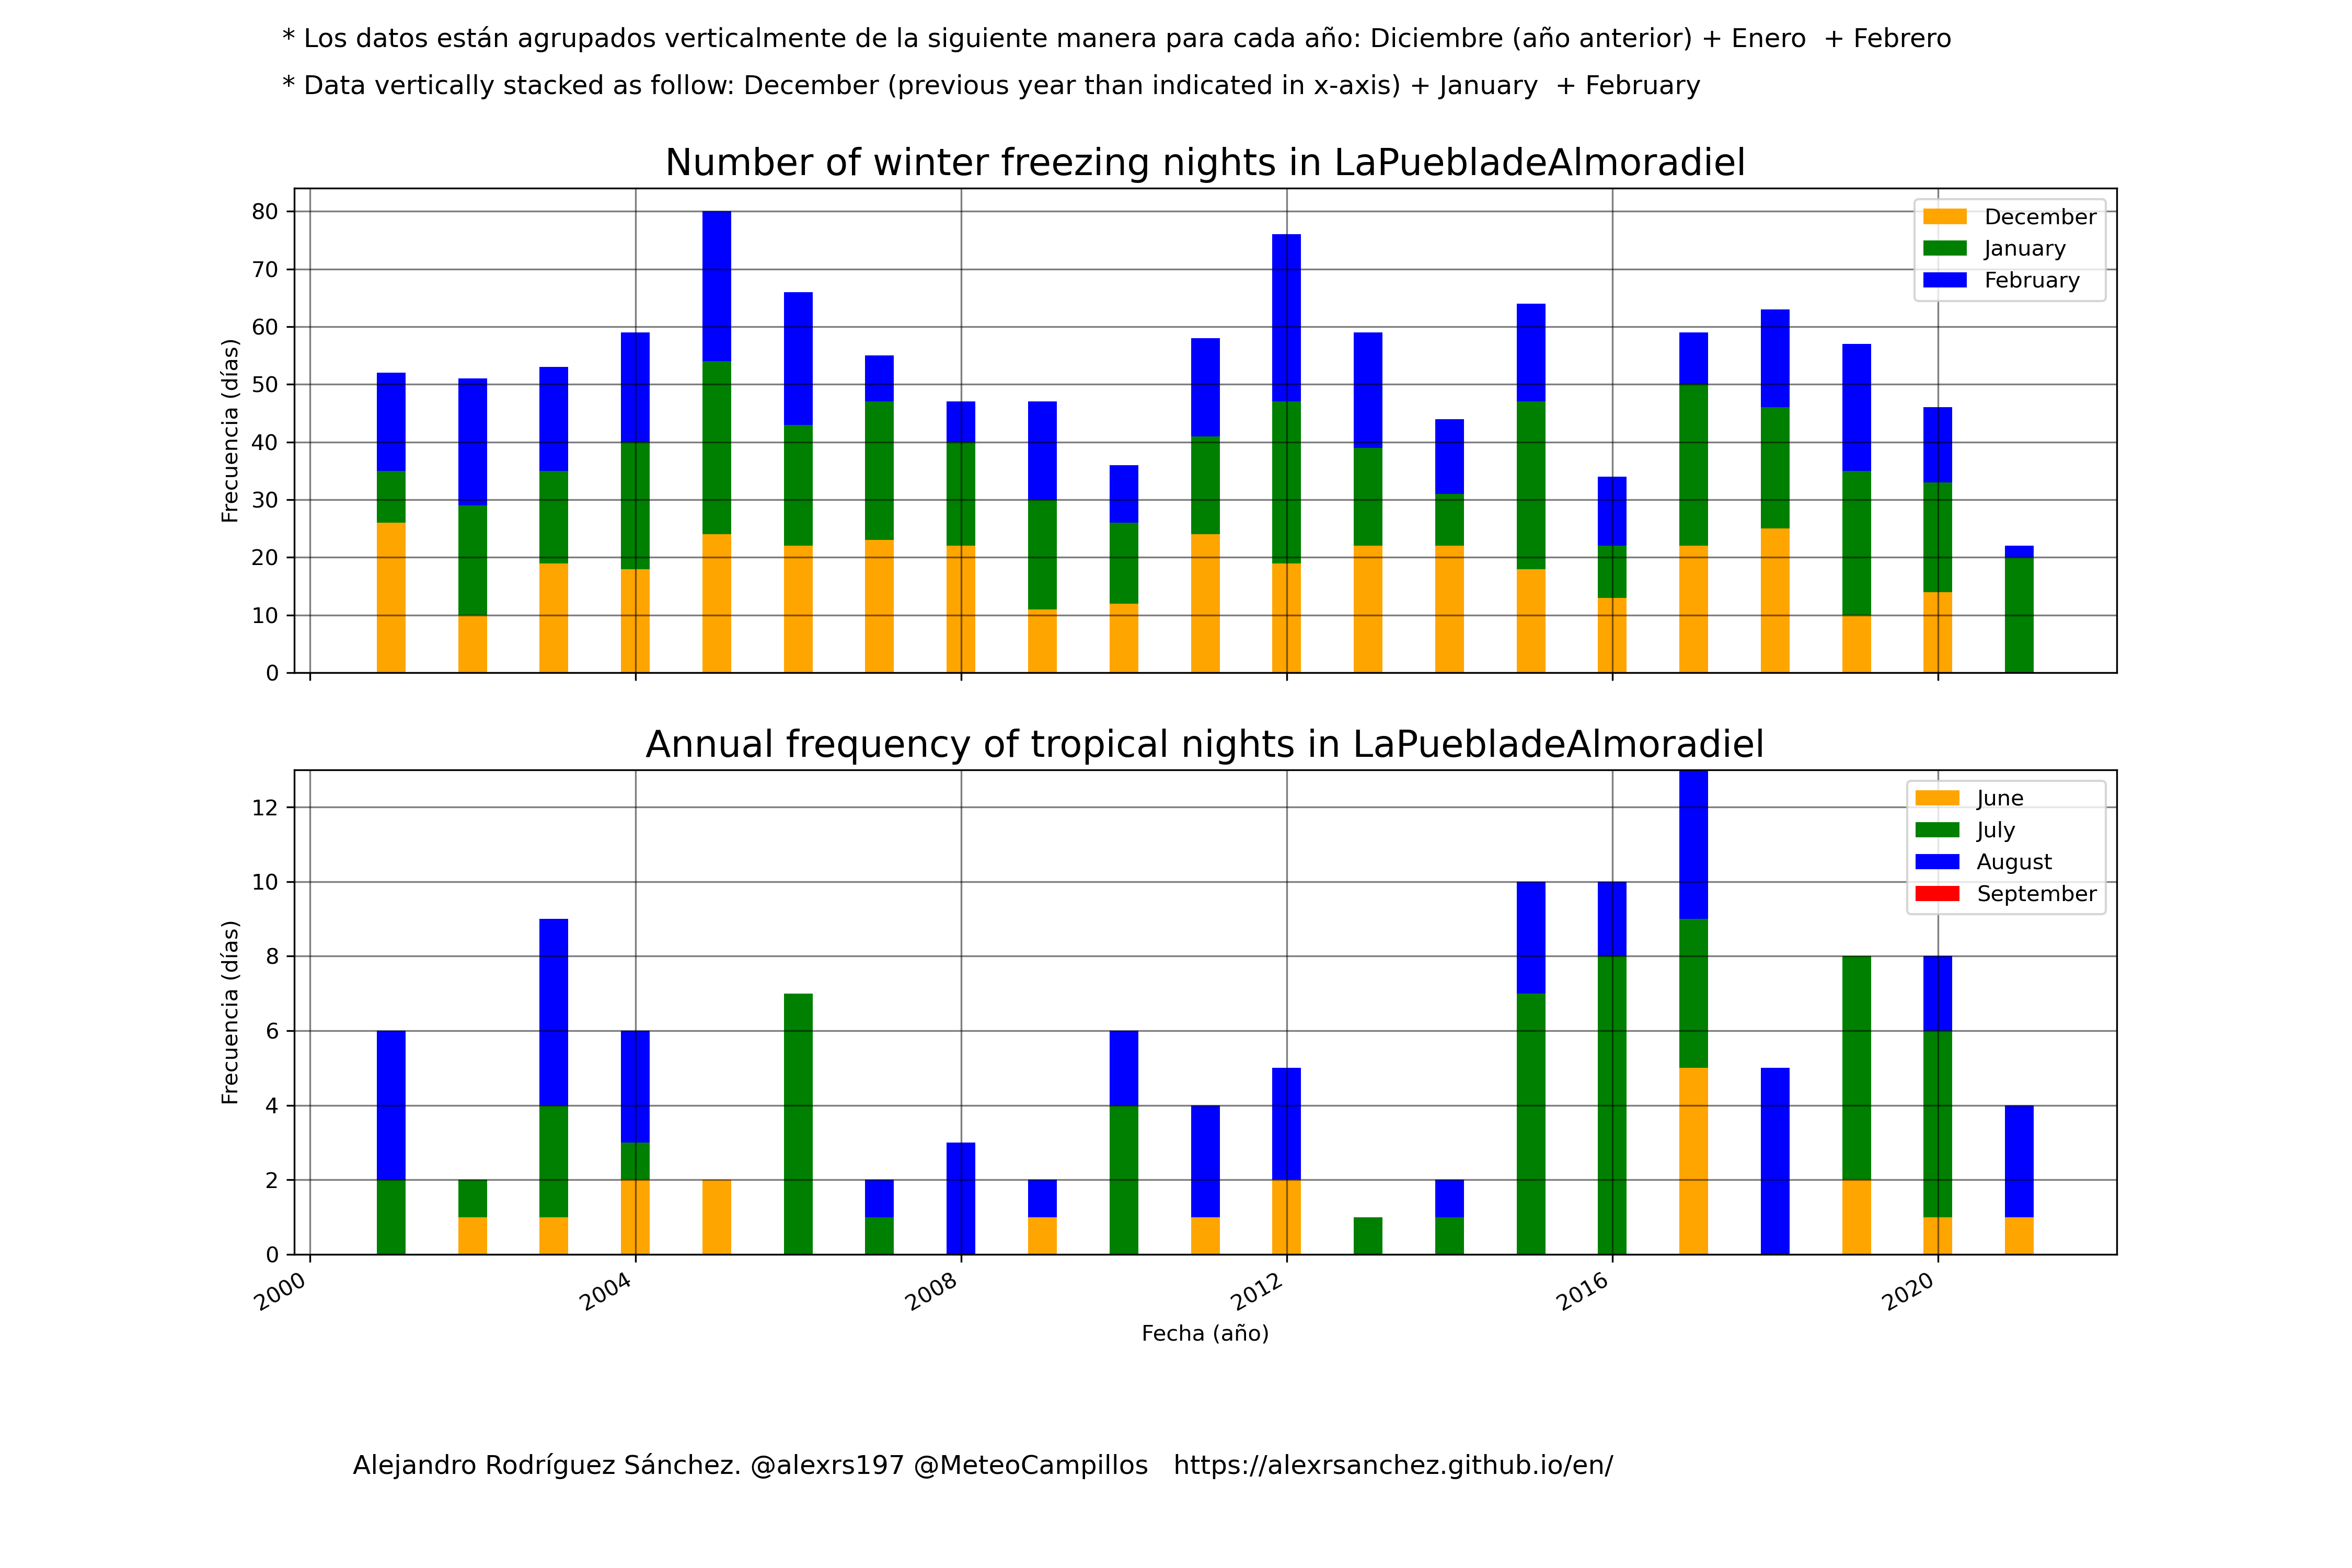 * Los datos están agrupados verticalmente de la siguiente manera para cada año: Diciembre (año anterior) + Enero  + Febrero
* Data vertically stacked as follow: December (previous year than indicated in x-axis) + January  + February
Number of winter freezing nights in LaPuebladeAlmoradiel
80
70
60
50
40
30
20
10
0
Frecuencia (días)
December
January
February
Annual frequency of tropical nights in LaPuebladeAlmoradiel
12
10
8
6
4
2
0
Frecuencia (días)
June
July
August
September
2000 2004 2008 2012 2016 2020
Fecha (año)
Alejandro Rodríguez Sánchez. @alexrs197 @MeteoCampillos   https://alexrsanchez.github.io/en/